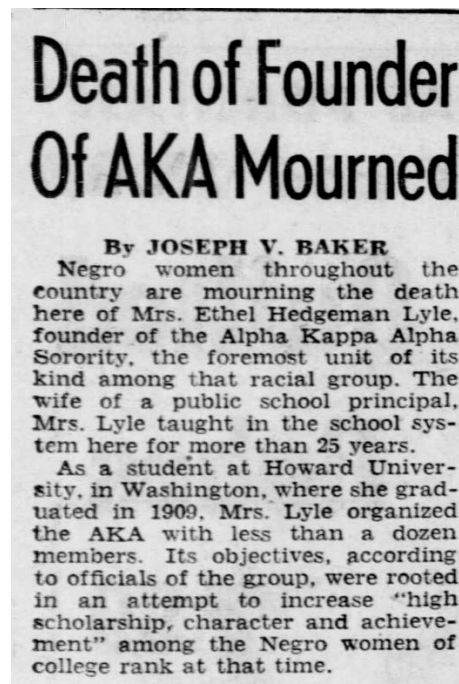 Death of Founder
Of AKA Mourned
By JOSEPH V. BAKER
Negro women throughout the
country are mourning the death
here of Mrs. Ethel Hedgeman Lyle,
founder of the Alpha Kappa Alpha
Sorority, the foremost unit of its
kind among that racial group. The
wife of a public school principal,
Mrs. Lyle taught in the school sys-
tem here for more than 25 years.
As a student at Howard Univer-
sity, in Washington, where she grad-
uated in 1909, Mrs. Lyle organized
the AKA with less than a dozen
members. Its objectives, according
to officials of the group, were rooted
in an attempt to increase "high
scholarship, character and achieve-
ment" among the Negro women of
college rank at that time.